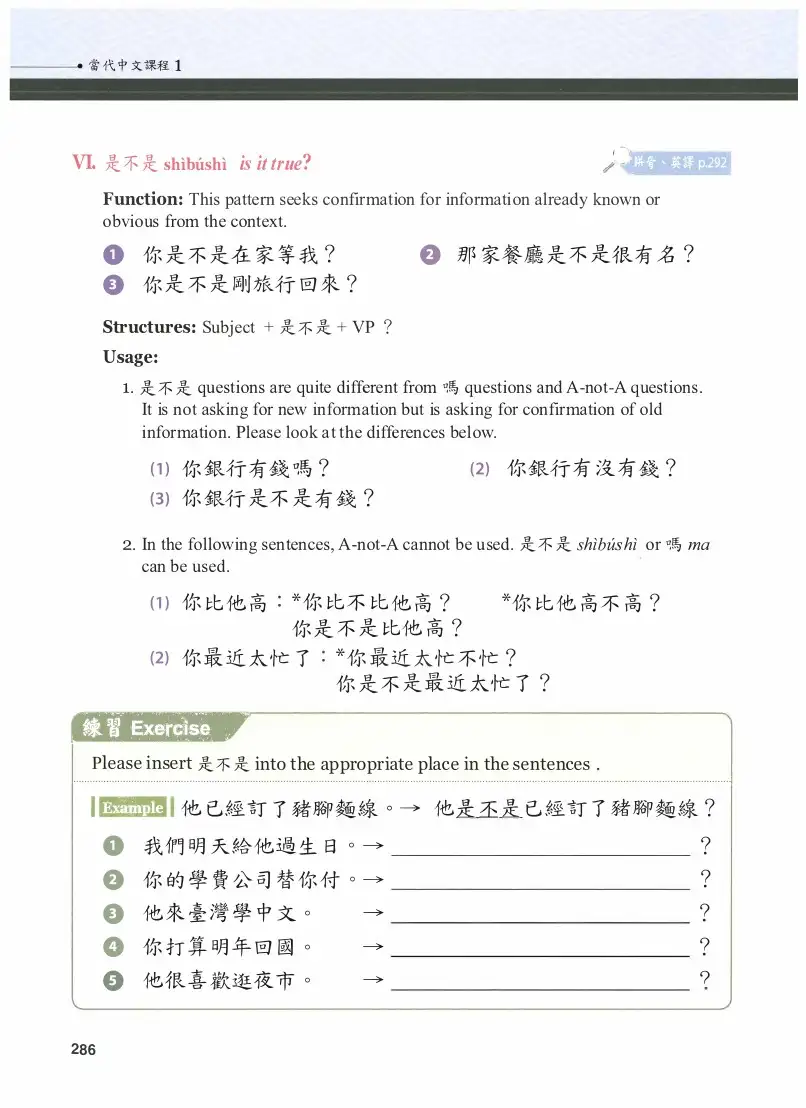 當代中文課程 1
VI. 是不是 shìbúshì is it true?
拼音、英譯 p.292
Function: This pattern seeks confirmation for information already known or
obvious from the context.
1 你是不是在家等我？ 2 那家餐廳是不是很有名？
3 你是不是剛旅行回來？
Structures: Subject + 是不是 + VP ？
Usage:
1. 是不是 questions are quite different from 嗎 questions and A-not-A questions.
It is not asking for new information but is asking for confirmation of old
information. Please look at the differences below.
(1) 你銀行有錢嗎？ (2) 你銀行有沒有錢？
(3) 你銀行是不是有錢？
2. In the following sentences, A-not-A cannot be used. 是不是 shìbúshì or 嗎 ma
can be used.
(1) 你比他高：*你比不比他高？ *你比他高不高？
你是不是比他高？
(2) 你最近太忙了：*你最近太忙不忙？
你是不是最近太忙了？
練習 Exercise
Please insert 是不是 into the appropriate place in the sentences .
Example 他已經訂了豬腳麵線。→ 他是不是已經訂了豬腳麵線？
1 我們明天給他過生日。→ ？
2 你的學費公司替你付。→ ？
3 他來臺灣學中文。 → ？
4 你打算明年回國。 → ？
5 他很喜歡逛夜市。 → ？
286